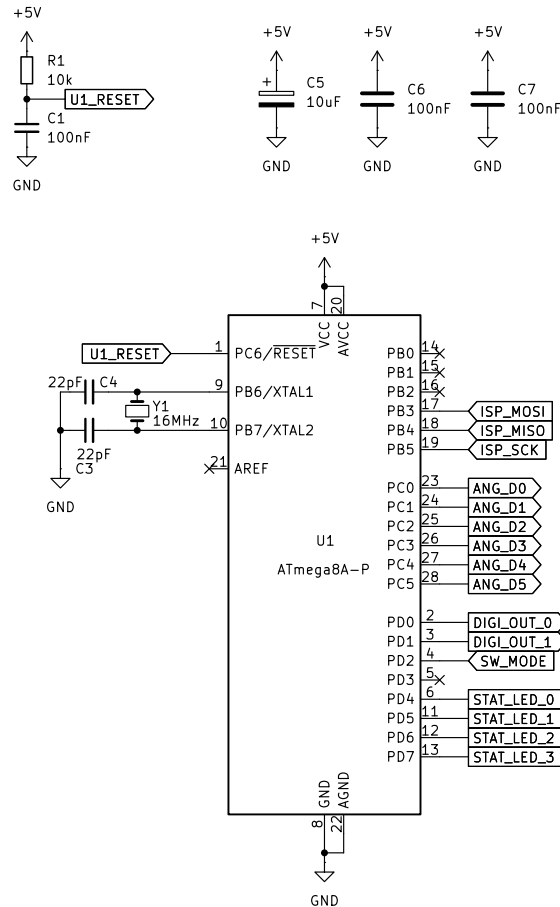 +5V
R1
10k
U1_RESET
C1
100nF
GND
+5V
+
C5
10uF
GND
+5V
C6
100nF
GND
+5V
C7
100nF
GND
+5V
7
VCC
20
AVCC
U1_RESET
1
PC6/RESET
22pF
C4
9
PB6/XTAL1
Y1
16MHz
10
PB7/XTAL2
22pF
C3
21
AREF
GND
PB0
14
PB1
15
PB2
16
PB3
17
ISP_MOSI
PB4
18
ISP_MISO
PB5
19
ISP_SCK
PC0
23
ANG_D0
PC1
24
ANG_D1
PC2
25
ANG_D2
PC3
26
ANG_D3
PC4
27
ANG_D4
PC5
28
ANG_D5
U1
ATmega8A-P
PD0
2
DIGI_OUT_0
PD1
3
DIGI_OUT_1
PD2
4
SW_MODE
PD3
5
PD4
6
STAT_LED_0
PD5
11
STAT_LED_1
PD6
12
STAT_LED_2
PD7
13
STAT_LED_3
GND
8
AGND
22
GND